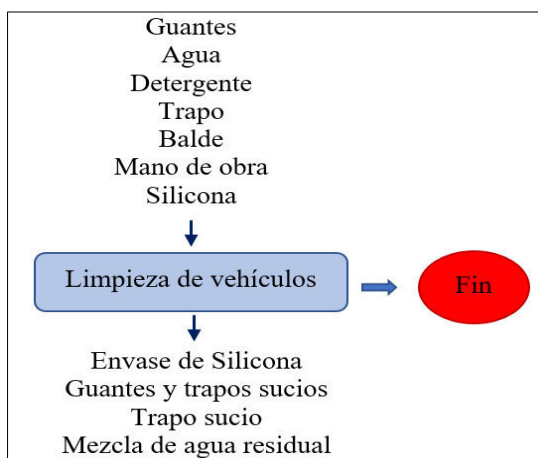 Guantes
Agua
Detergente
Trapo
Balde
Mano de obra
Silicona
Limpieza de vehículos
Fin
Envase de Silicona
Guantes y trapos sucios
Trapo sucio
Mezcla de agua residual